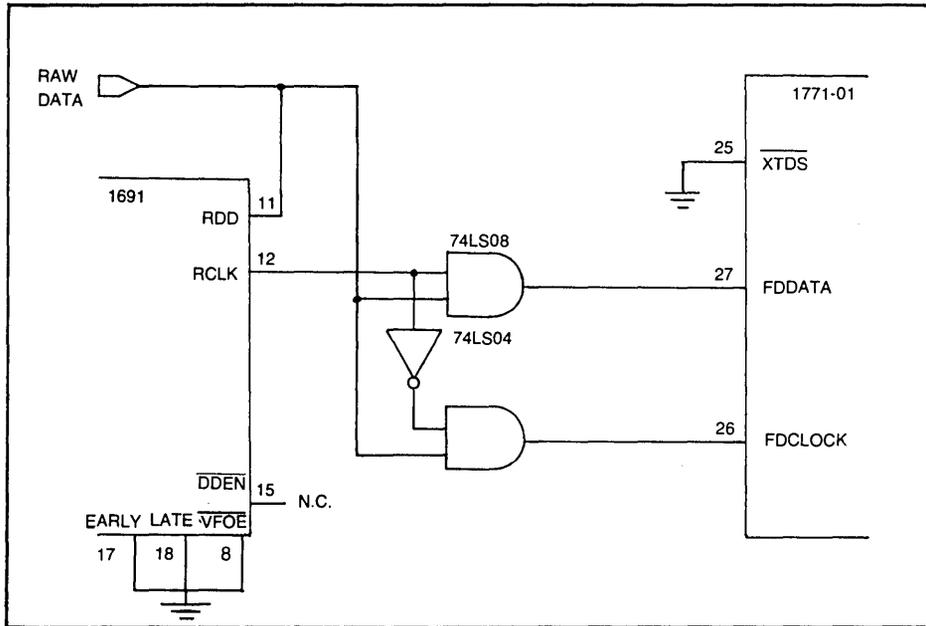 RAW
DATA
1771-01
25
XTDS
1691
11
RDD
12
RCLK
74LS08
27
FDDATA
74LS04
26
FDCLOCK
DDEN
15
N.C.
EARLY LATE VFOE
17 18 8